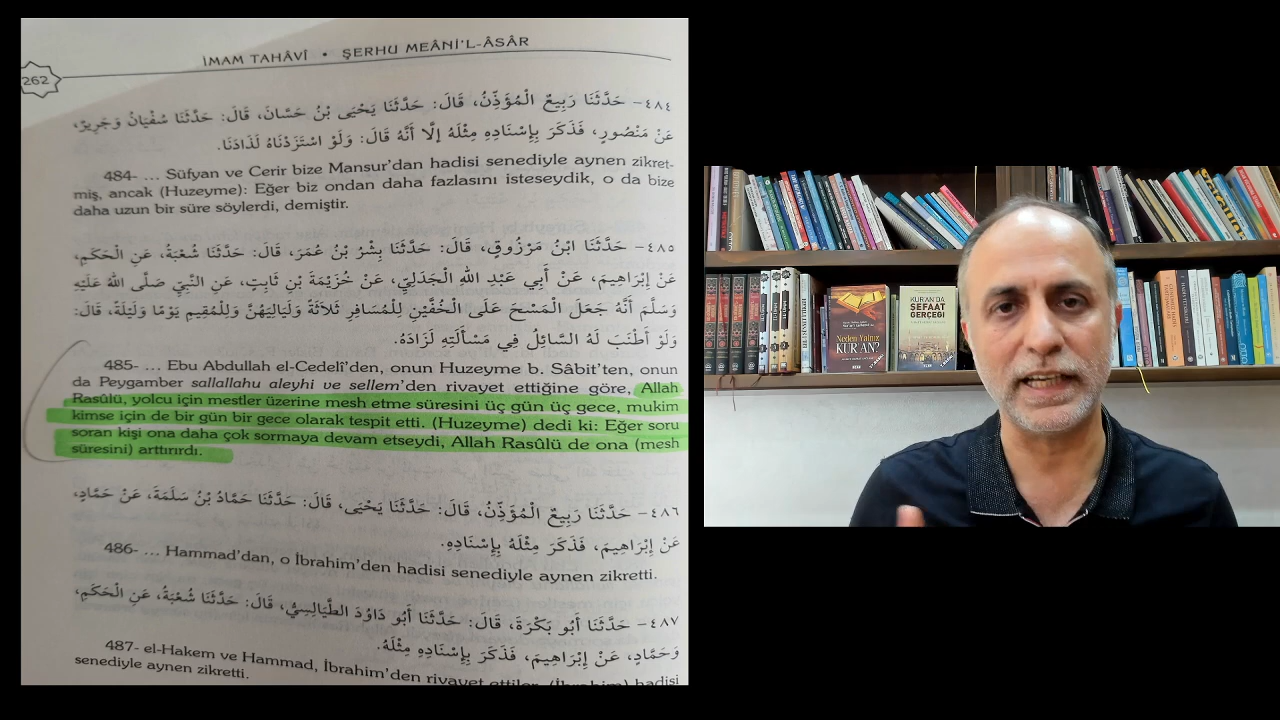 İMAM TAHÂVÎ • ŞERHU MEÂNİ'L-ÂSÂR
262
٤٨٤- حَدَّثَنَا رَبِيعٌ الْمُؤَذِّنُ، قَالَ: حَدَّثَنَا يَحْيَى بْنُ حَسَّانَ، قَالَ: حَدَّثَنَا سُفْيَانُ وَجَرِيرٌ،
عَنْ مَنْصُورٍ، فَذَكَرَ بِإِسْنَادِهِ مِثْلَهُ إِلَّا أَنَّهُ قَالَ: وَلَوِ اسْتَزَدْنَاهُ لَزَادَنَا.
484- ... Süfyan ve Cerir bize Mansur'dan hadisi senediyle aynen zikret-
miş, ancak (Huzeyme): Eğer biz ondan daha fazlasını isteseydik, o da bize
daha uzun bir süre söylerdi, demiştir.
٤٨٥- حَدَّثَنَا ابْنُ مَرْزُوقٍ، قَالَ: حَدَّثَنَا بِشْرُ بْنُ عُمَرَ، قَالَ: حَدَّثَنَا شُعْبَةُ، عَنِ الْحَكَمِ،
عَنْ إِبْرَاهِيمَ، عَنْ أَبِي عَبْدِ اللهِ الْجَدَلِيِّ، عَنْ خُزَيْمَةَ بْنِ ثَابِتٍ، عَنِ النَّبِيِّ صَلَّى اللهُ عَلَيْهِ
وَسَلَّمَ أَنَّهُ جَعَلَ الْمَسْحَ عَلَى الْخُفَّيْنِ لِلْمُسَافِرِ ثَلَاثَةً وَلَيَالِيَهُنَّ وَلِلْمُقِيمِ يَوْمًا وَلَيْلَةً، قَالَ:
وَلَوْ أَطْنَبَ لَهُ السَّائِلُ فِي مَسْأَلَتِهِ لَزَادَهُ.
485- ... Ebu Abdullah el-Cedelî'den, onun Huzeyme b. Sâbit'ten, onun
da Peygamber sallallahu aleyhi ve sellem'den rivayet ettiğine göre, Allah
Rasûlü, yolcu için mestler üzerine mesh etme süresini üç gün üç gece, mukim
kimse için de bir gün bir gece olarak tespit etti. (Huzeyme) dedi ki: Eğer soru
soran kişi ona daha çok sormaya devam etseydi, Allah Rasûlü de ona (mesh
süresini) arttırırdı.
٤٨٦- حَدَّثَنَا رَبِيعٌ الْمُؤَذِّنُ، قَالَ: حَدَّثَنَا يَحْيَى، قَالَ: حَدَّثَنَا حَمَّادُ بْنُ سَلَمَةَ، عَنْ حَمَّادٍ،
عَنْ إِبْرَاهِيمَ، فَذَكَرَ مِثْلَهُ بِإِسْنَادِهِ.
486- ... Hammad'dan, o İbrahim'den hadisi senediyle aynen zikretti.
٤٨٧- حَدَّثَنَا أَبُو بَكْرَةَ، قَالَ: حَدَّثَنَا أَبُو دَاوُدَ الطَّيَالِسِيُّ، قَالَ: حَدَّثَنَا شُعْبَةُ، عَنِ الْحَكَمِ،
وَحَمَّادٍ، عَنْ إِبْرَاهِيمَ، فَذَكَرَ بِإِسْنَادِهِ مِثْلَهُ.
487- el-Hakem ve Hammad, İbrahim'den rivayet ettiler. (İbrahim) hadisi
senediyle aynen zikretti.
Neden Yalnız
KUR'AN?
KUR'AN'DA
ŞEFAAT
GERÇEĞİ